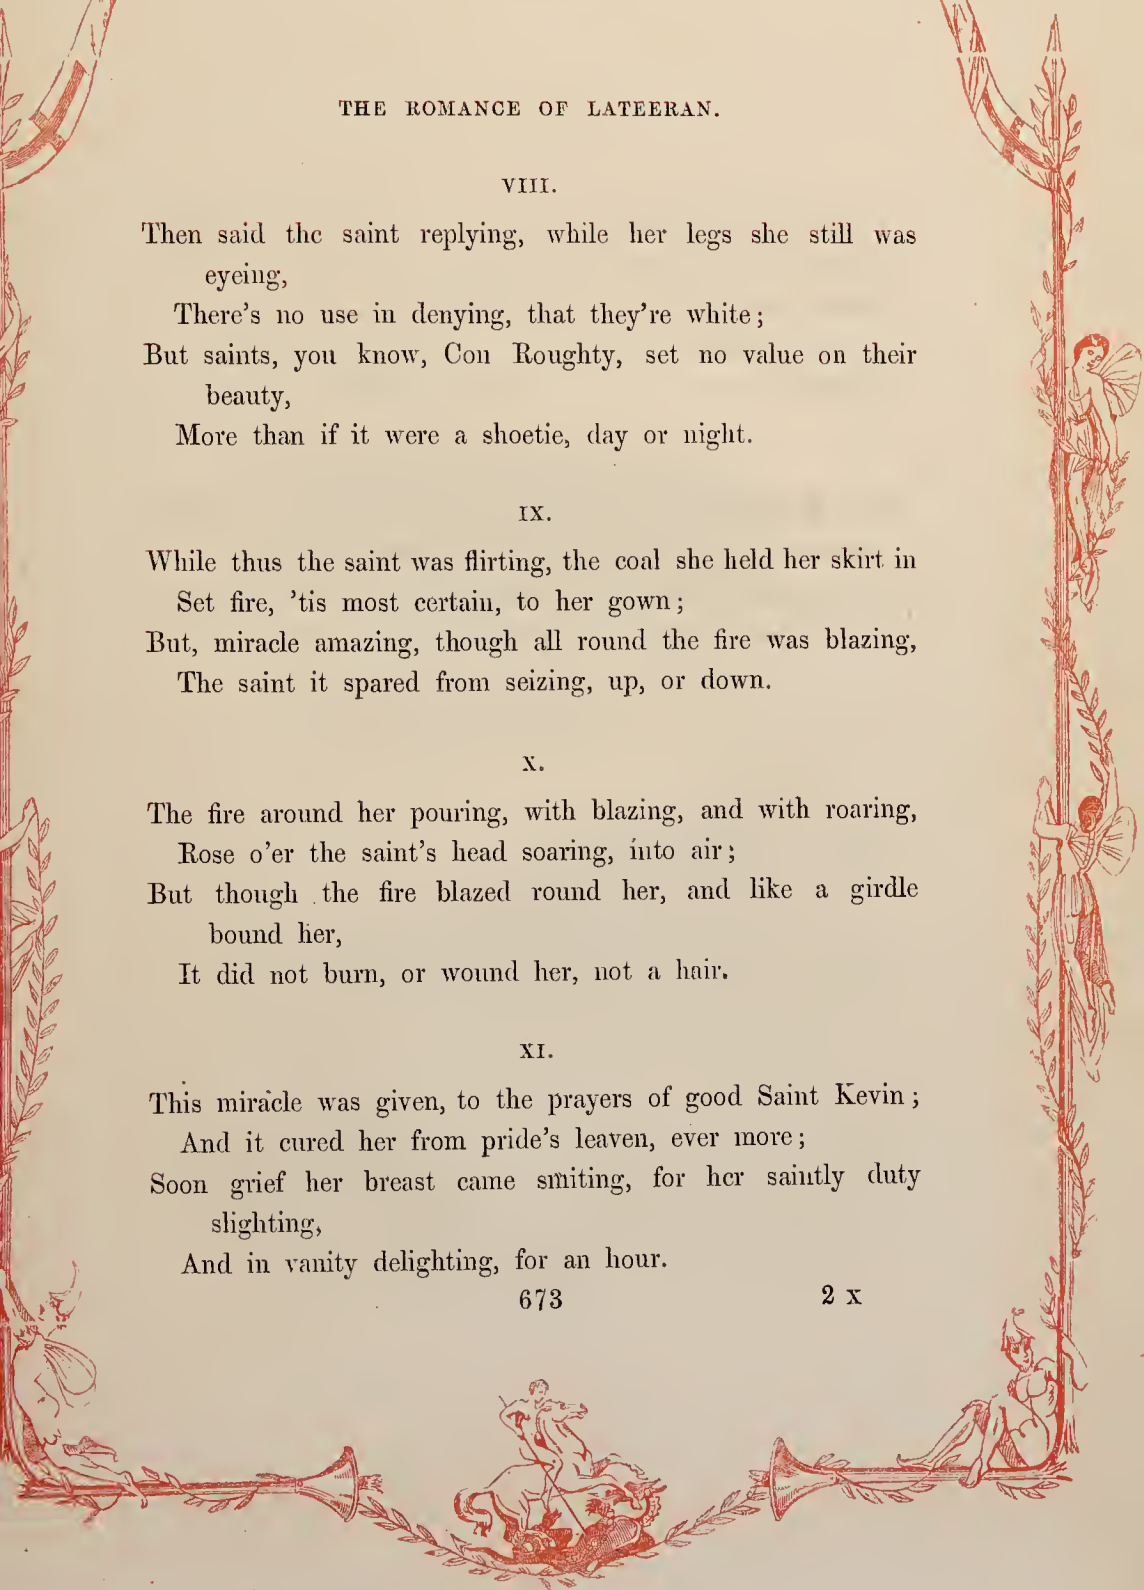 THE ROMANCE OF LATEERAN.
VIII.
Then said the saint replying, while her legs she still was
eyeing,
There's no use in denying, that they're white;
But saints, you know, Con Roughty, set no value on their
beauty,
More than if it were a shoetie, day or night.
IX.
While thus the saint was flirting, the coal she held her skirt in
Set fire, 'tis most certain, to her gown;
But, miracle amazing, though all round the fire was blazing,
The saint it spared from seizing, up, or down.
X.
The fire around her pouring, with blazing, and with roaring,
Rose o'er the saint's head soaring, into air;
But though the fire blazed round her, and like a girdle
bound her,
It did not burn, or wound her, not a hair.
XI.
This miracle was given, to the prayers of good Saint Kevin;
And it cured her from pride's leaven, ever more;
Soon grief her breast came smiting, for her saintly duty
slighting,
And in vanity delighting, for an hour.
673 2 X